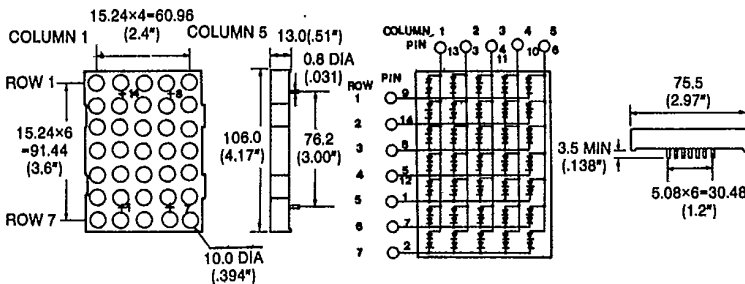 15.24×4=60.96
(2.4")
COLUMN 1
COLUMN 5
13.0(.51")
0.8 DIA
(.031)
ROW 1
14
8
15.24×6
=91.44
(3.6")
106.0
(4.17")
76.2
(3.00")
ROW 7
1
7
10.0 DIA
(.394")
COLUMN 1 2 3 4 5
PIN 13 3 4 11 10 6
ROW PIN
1 9
2 14
3 8
4 5
12
5 1
6 7
7 2
75.5
(2.97")
3.5 MIN
(.138")
5.08×6=30.48
(1.2")